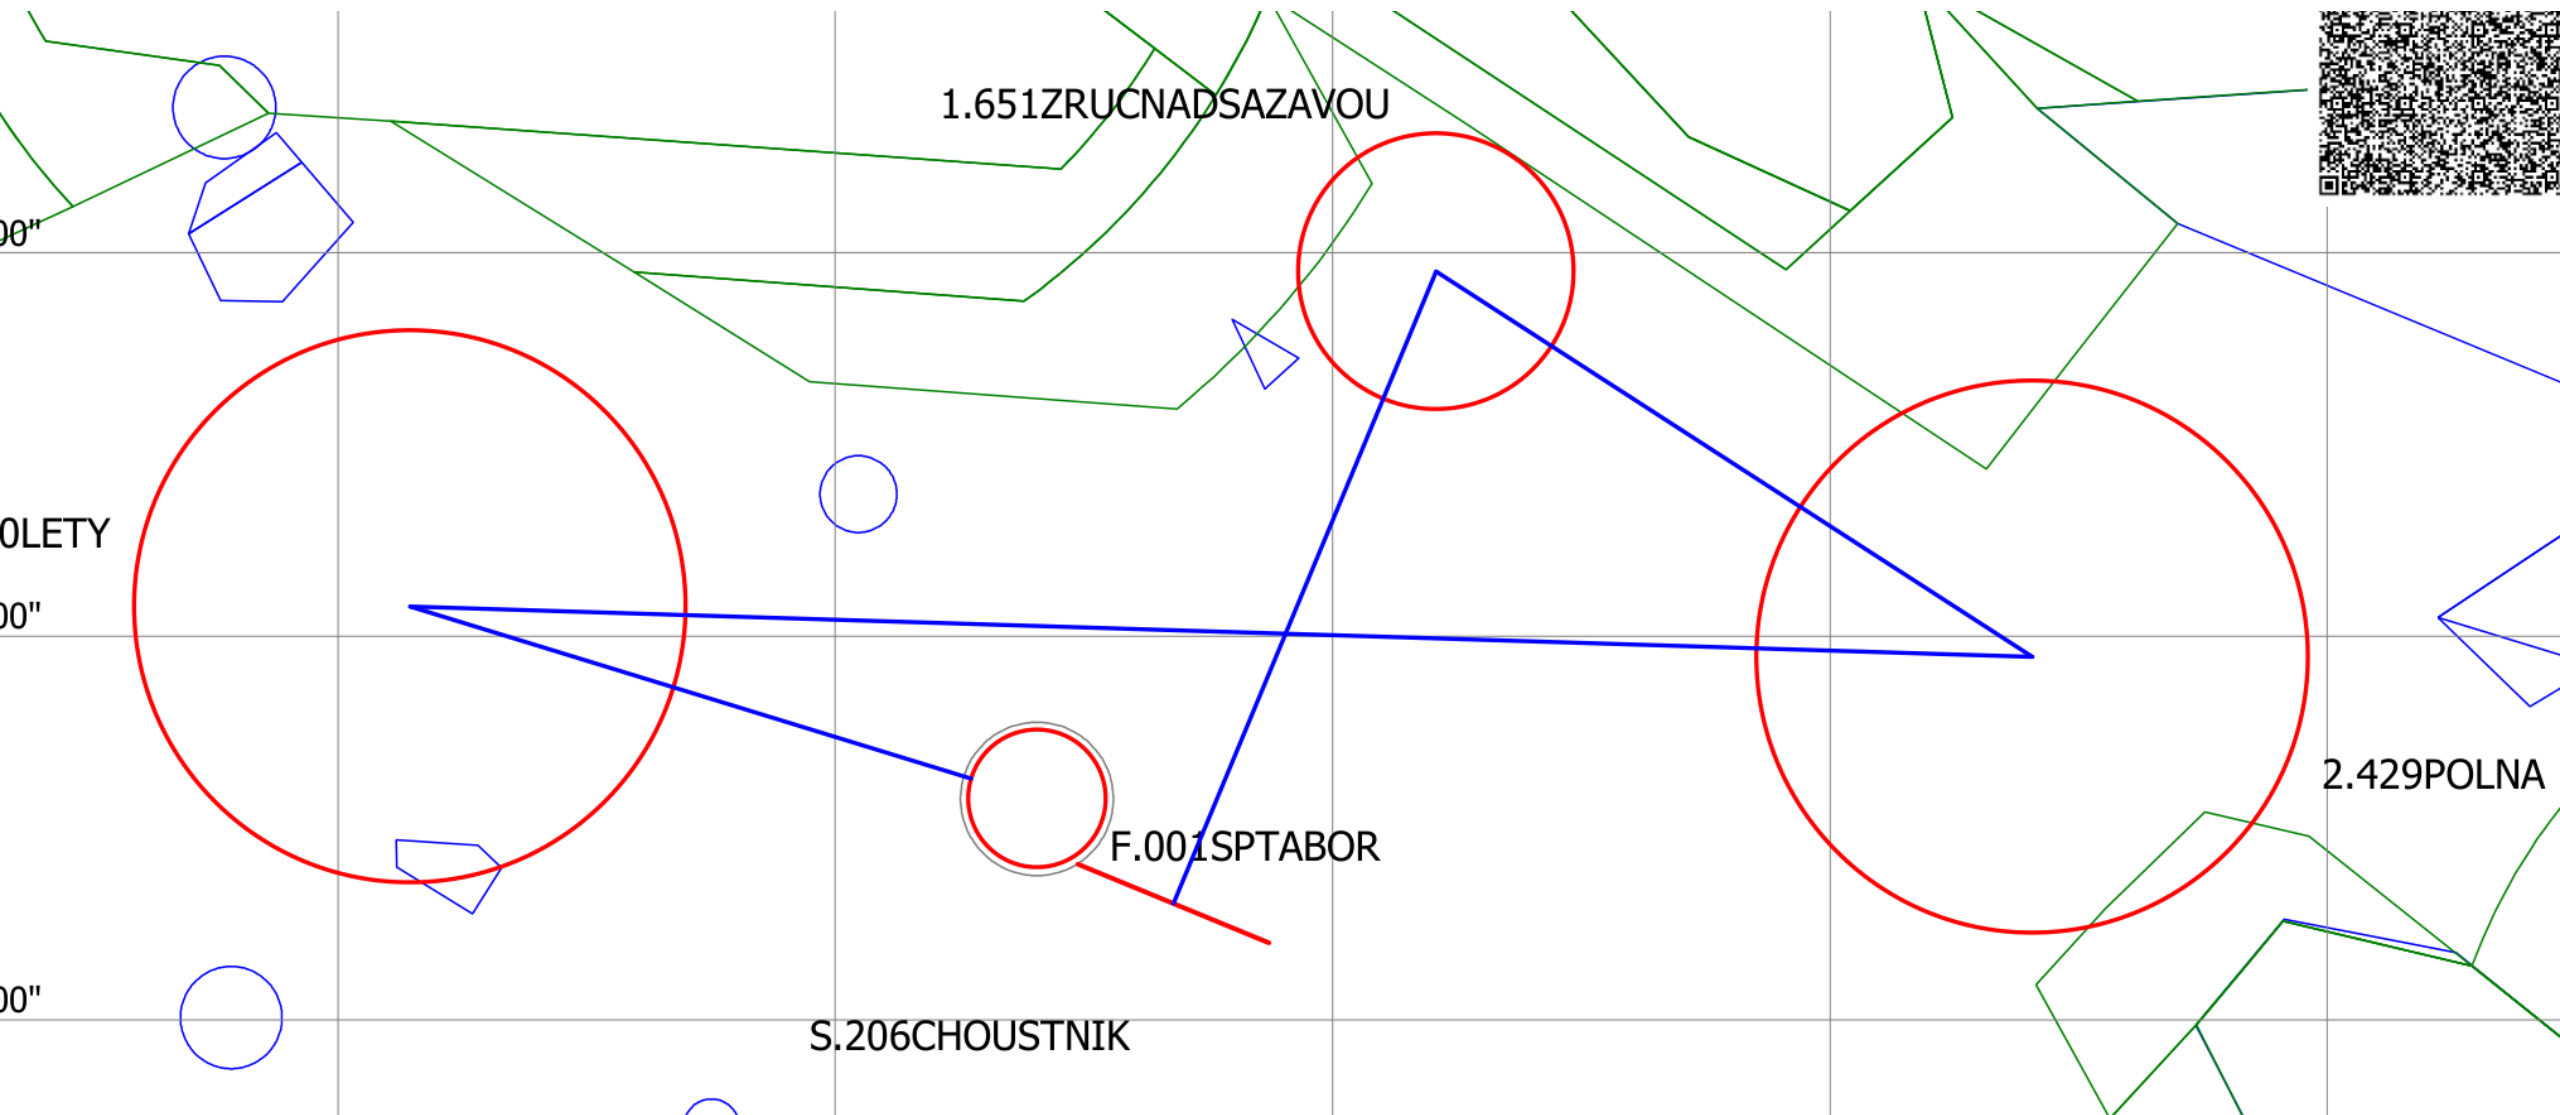 1.651ZRUCNADSAZAVOU
00"
0LETY
00"
2.429POLNA
F.001SPTABOR
00"
S.206CHOUSTNIK